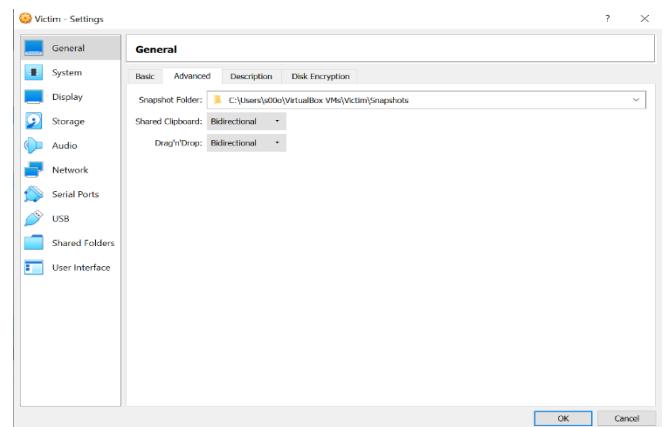 Victim - Settings
?
General
System
Display
Storage
Audio
Network
Serial Ports
USB
Shared Folders
User Interface
General
Basic Advanced Description Disk Encryption
Snapshot Folder: C:\Users\s00o\VirtualBox VMs\Victim\Snapshots
Shared Clipboard: Bidirectional
Drag'n'Drop: Bidirectional
OK Cancel